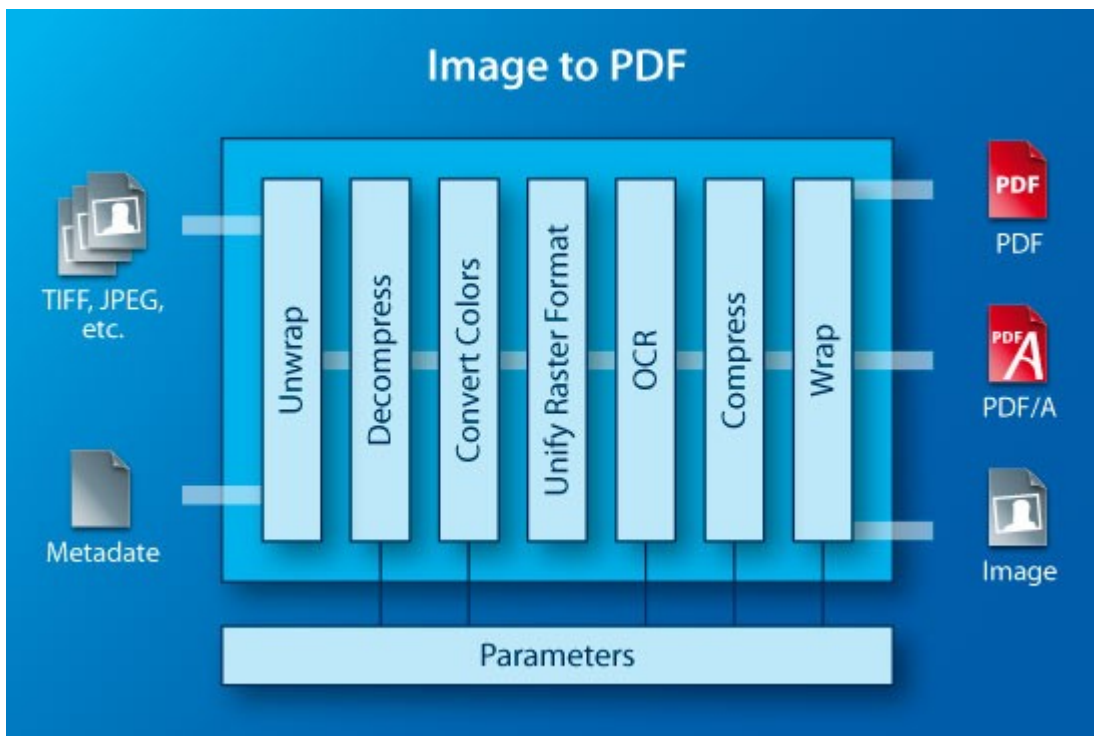 Image to PDF
TIFF, JPEG,
etc.
Metadate
Unwrap
Decompress
Convert Colors
Unify Raster Format
OCR
Compress
Wrap
PDF
PDF
PDF
A
PDF/A
Image
Parameters